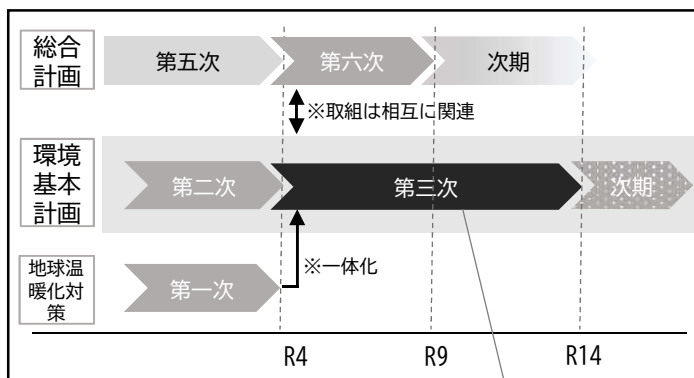 総合
計画
第五次
第六次
次期
※取組は相互に関連
環境
基本
計画
第二次
第三次
次期
地球温
暖化対
策
第一次
※一体化
R4
R9
R14